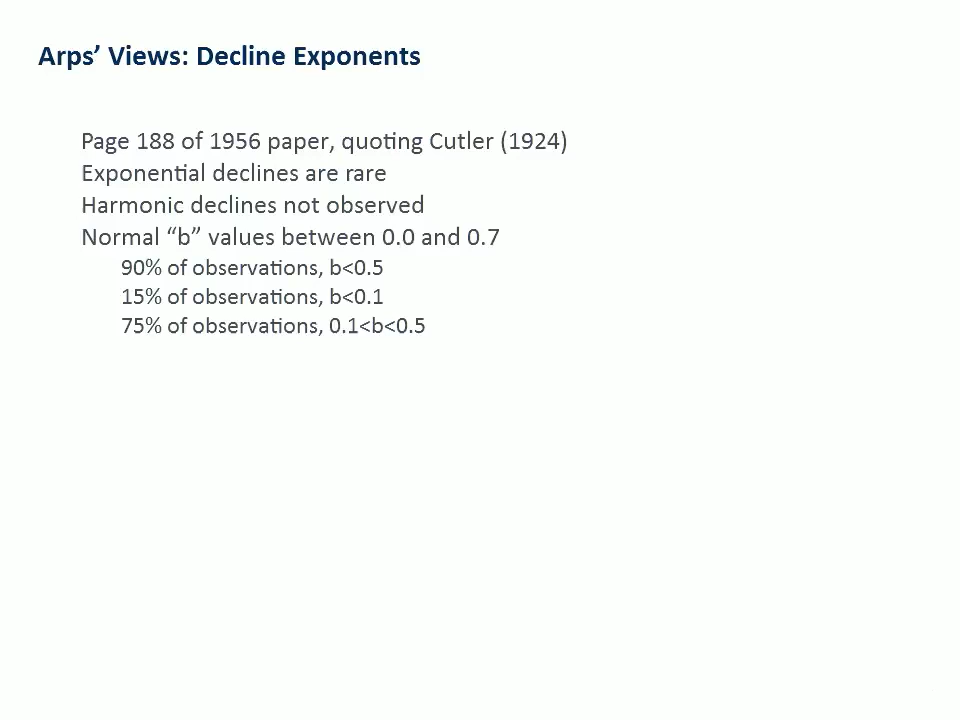 Arps’ Views: Decline Exponents
Page 188 of 1956 paper, quoting Cutler (1924)
Exponential declines are rare
Harmonic declines not observed
Normal “b” values between 0.0 and 0.7
90% of observations, b<0.5
15% of observations, b<0.1
75% of observations, 0.1<b<0.5